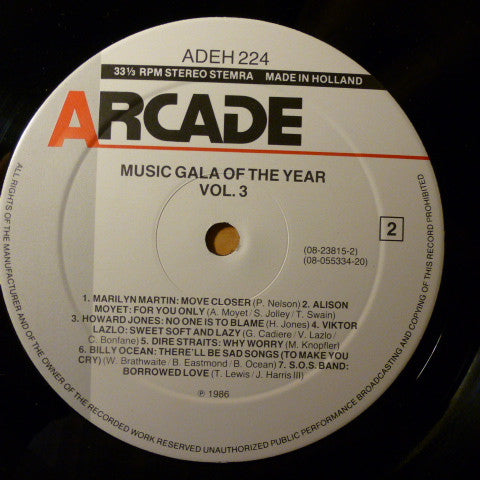 ADEH 224
33⅓ RPM STEREO STEMRA MADE IN HOLLAND
ARCADE
MUSIC GALA OF THE YEAR
VOL. 3
2
(08-23815-2)
(08-055334-20)
1. MARILYN MARTIN: MOVE CLOSER (P. Nelson) 2. ALISON
MOYET: FOR YOU ONLY (A. Moyet/S. Jolley/T. Swain)
3. HOWARD JONES: NO ONE IS TO BLAME (H. Jones) 4. VIKTOR
LAZLO: SWEET SOFT AND LAZY (G. Cadiere/V. Lazlo/
C. Bonfane) 5. DIRE STRAITS: WHY WORRY (M. Knopfler)
6. BILLY OCEAN: THERE'LL BE SAD SONGS (TO MAKE YOU
CRY) (W. Brathwaite/B. Eastmond/B. Ocean) 7. S.O.S. BAND:
BORROWED LOVE (T. Lewis/J. Harris III)
℗ 1986
ALL RIGHTS OF THE MANUFACTURER AND OF THE OWNER OF THE RECORDED WORK RESERVED UNAUTHORIZED PUBLIC PERFORMANCE BROADCASTING AND COPYING OF THIS RECORD PROHIBITED